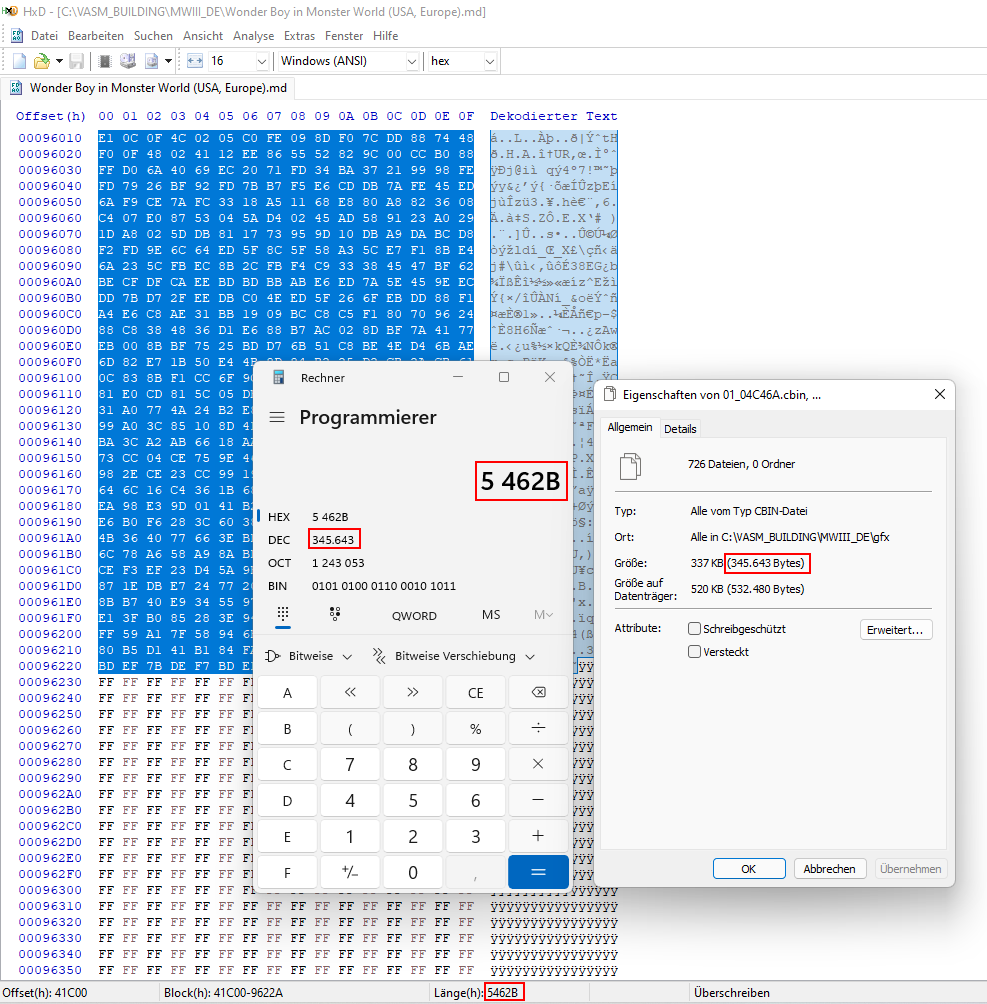 HxD - [C:\VASM_BUILDING\MWIII_DE\Wonder Boy in Monster World (USA, Europe).md]
Datei Bearbeiten Suchen Ansicht Analyse Extras Fenster Hilfe
16 Windows (ANSI) hex
Wonder Boy in Monster World (USA, Europe).md
Offset(h) 00 01 02 03 04 05 06 07 08 09 0A 0B 0C 0D 0E 0F Dekodierter Text
00096010 E1 0C 0F 4C 02 05 C0 FE 09 8D F0 7C DD 88 74 48
00096020 F0 0F 48 02 41 12 EE 86 55 52 82 9C 00 CC B0 88
00096030 FF D0 6A 40 69 EC 20 71 FD 34 BA 37 21 99 98 FE
00096040 FD 79 26 BF 92 FD 7B B7 F5 E6 CD DB 7A FE 45 ED
00096050 6A F9 CE 7A FC 33 18 A5 11 68 E8 80 A8 82 36 08
00096060 C4 07 E0 87 53 04 5A D4 02 45 AD 58 91 23 A0 29
00096070 1D A8 02 5D DB 81 17 73 95 9D 10 DB A9 DA BC D8
00096080 F2 FD 9E 6C 64 ED 5F 8C 5F 58 A3 5C E7 F1 8B E4
00096090 6A 23 5C FB EC 8B 2C FB F4 C9 33 38 45 47 BF 62
000960A0 BE CF DF CA EE BD BD BB AB E6 ED 7A 5E 45 9E EC
000960B0 DD 7B D7 2F EE DB C0 4E ED 5F 26 6F EB DD 88 F1
000960C0 A4 E6 C8 AE 31 BB 19 09 BC C8 C5 F1 80 70 96 24
000960D0 88 C8 38 48 36 D1 E6 88 B7 AC 02 8D BF 7A 41 77
000960E0 EB 00 8B BF 75 25 BD D7 6B 51 C8 BE 4E D4 6B AE
000960F0 6D 82 E7 1B 50 E4
00096100 0C 83 8B F1 CC 6F
00096110 81 E0 CD 81 5C 05
00096120 31 A0 77 4A 24 B2
00096130 99 A0 3C 85 10 8D
00096140 BA 3C A2 AB 66 18
00096150 73 CC 04 CE 75 9E
00096160 98 2E CE 23 CC 99
00096170 64 6C 16 C4 36 1B
00096180 EA 98 E3 9D 01 41
00096190 E6 B0 F6 28 3C 60
000961A0 4B 36 40 77 66 3E
000961B0 6C 78 A6 58 A9 8A
000961C0 CE F3 EF 23 D4 5A
000961D0 87 1E DB E7 24 77
000961E0 8B B7 40 E9 34 55
000961F0 E1 3F B0 85 28 3E
00096200 FF 59 A1 7F 58 94
00096210 80 B5 D1 41 B1 84
00096220 BD EF 7B DE F7 BD
00096230 FF FF FF FF FF FF
00096240 FF FF FF FF FF FF
00096250 FF FF FF FF FF FF
00096260 FF FF FF FF FF FF
00096270 FF FF FF FF FF FF
00096280 FF FF FF FF FF FF
00096290 FF FF FF FF FF FF
000962A0 FF FF FF FF FF FF
000962B0 FF FF FF FF FF FF
000962C0 FF FF FF FF FF FF
000962D0 FF FF FF FF FF FF
000962E0 FF FF FF FF FF FF
000962F0 FF FF FF FF FF FF
00096300 FF FF FF FF FF FF FF FF FF FF FF FF FF FF FF FF ÿÿÿÿÿÿÿÿÿÿÿÿÿÿÿÿ
00096310 FF FF FF FF FF FF FF FF FF FF FF FF FF FF FF FF ÿÿÿÿÿÿÿÿÿÿÿÿÿÿÿÿ
00096320 FF FF FF FF FF FF FF FF FF FF FF FF FF FF FF FF ÿÿÿÿÿÿÿÿÿÿÿÿÿÿÿÿ
00096330 FF FF FF FF FF FF FF FF FF FF FF FF FF FF FF FF ÿÿÿÿÿÿÿÿÿÿÿÿÿÿÿÿ
00096340 FF FF FF FF FF FF FF FF FF FF FF FF FF FF FF FF ÿÿÿÿÿÿÿÿÿÿÿÿÿÿÿÿ
00096350 FF FF FF FF FF FF FF FF FF FF FF FF FF FF FF FF ÿÿÿÿÿÿÿÿÿÿÿÿÿÿÿÿ
Rechner
Programmierer
5 462B
HEX 5 462B
DEC 345.643
OCT 1 243 053
BIN 0101 0100 0110 0010 1011
QWORD MS M
Bitweise Bitweise Verschiebung
A << >> CE
B ( ) % ÷
C 7 8 9 ×
D 4 5 6 −
E 1 2 3 +
F +/− 0 , =
Eigenschaften von 01_04C46A.cbin, ...
Allgemein Details
726 Dateien, 0 Ordner
Typ: Alle vom Typ CBIN-Datei
Ort: Alle in C:\VASM_BUILDING\MWIII_DE\gfx
Größe: 337 KB (345.643 Bytes)
Größe auf Datenträger: 520 KB (532.480 Bytes)
Attribute: Schreibgeschützt Erweitert...
Versteckt
OK Abbrechen Übernehmen
Offset(h): 41C00 Block(h): 41C00-9622A Länge(h): 5462B Überschreiben